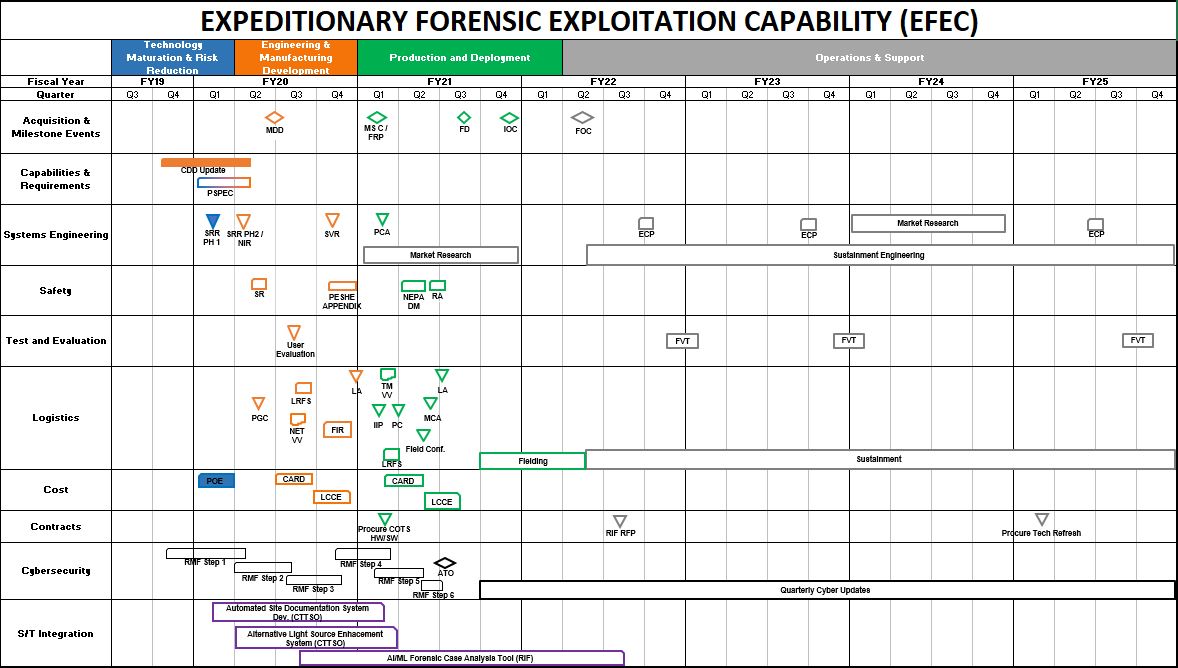 EXPEDITIONARY FORENSIC EXPLOITATION CAPABILITY (EFEC)
Technology
Maturation & Risk
Reduction
Engineering &
Manufacturing
Development
Production and Deployment
Operations & Support
Fiscal Year
FY19
FY20
FY21
FY22
FY23
FY24
FY25
Quarter
Q3 Q4 Q1 Q2 Q3 Q4 Q1 Q2 Q3 Q4 Q1 Q2 Q3 Q4 Q1 Q2 Q3 Q4 Q1 Q2 Q3 Q4 Q1 Q2 Q3 Q4
Acquisition &
Milestone Events
MDD
MS C /
FRP
FD
IOC
FOC
Capabilities &
Requirements
CDD Update
PSPEC
Systems Engineering
SRR
PH 1
SRR PH2 /
NIR
SVR
PCA
Market Research
ECP
ECP
Market Research
ECP
Sustainment Engineering
Safety
SR
PESHE
APPENDIX
NEPA
DM
RA
Test and Evaluation
User
Evaluation
FVT
FVT
FVT
Logistics
PGC
LRFS
NET
VV
LA
FIR
TM
VV
LA
IIP
PC
MCA
Field Conf.
LRFS
Fielding
Sustainment
Cost
POE
CARD
LCCE
CARD
LCCE
Contracts
Procure COTS
HW/SW
RIF RFP
Procure Tech Refresh
Cybersecurity
RMF Step 1
RMF Step 2
RMF Step 3
RMF Step 4
RMF Step 5
RMF Step 6
ATO
Quarterly Cyber Updates
S/T Integration
Automated Site Documentation System
Dev. (CTTSO)
Alternative Light Source Enhacement
System (CTTSO)
AI/ML Forensic Case Analysis Tool (RIF)